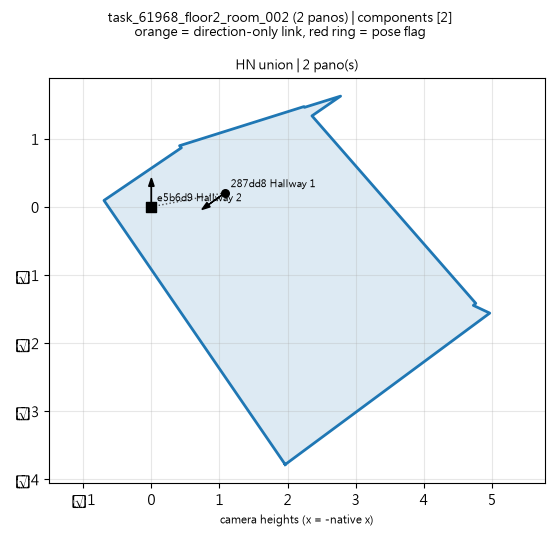 task_61968_floor2_room_002 (2 panos) | components [2]
orange = direction-only link, red ring = pose flag
HN union | 2 pano(s)
287dd8 Hallway 1
e5b6d9 Hallway 2
1
0
1
2
3
4
1 0 1 2 3 4 5
camera heights (x = -native x)